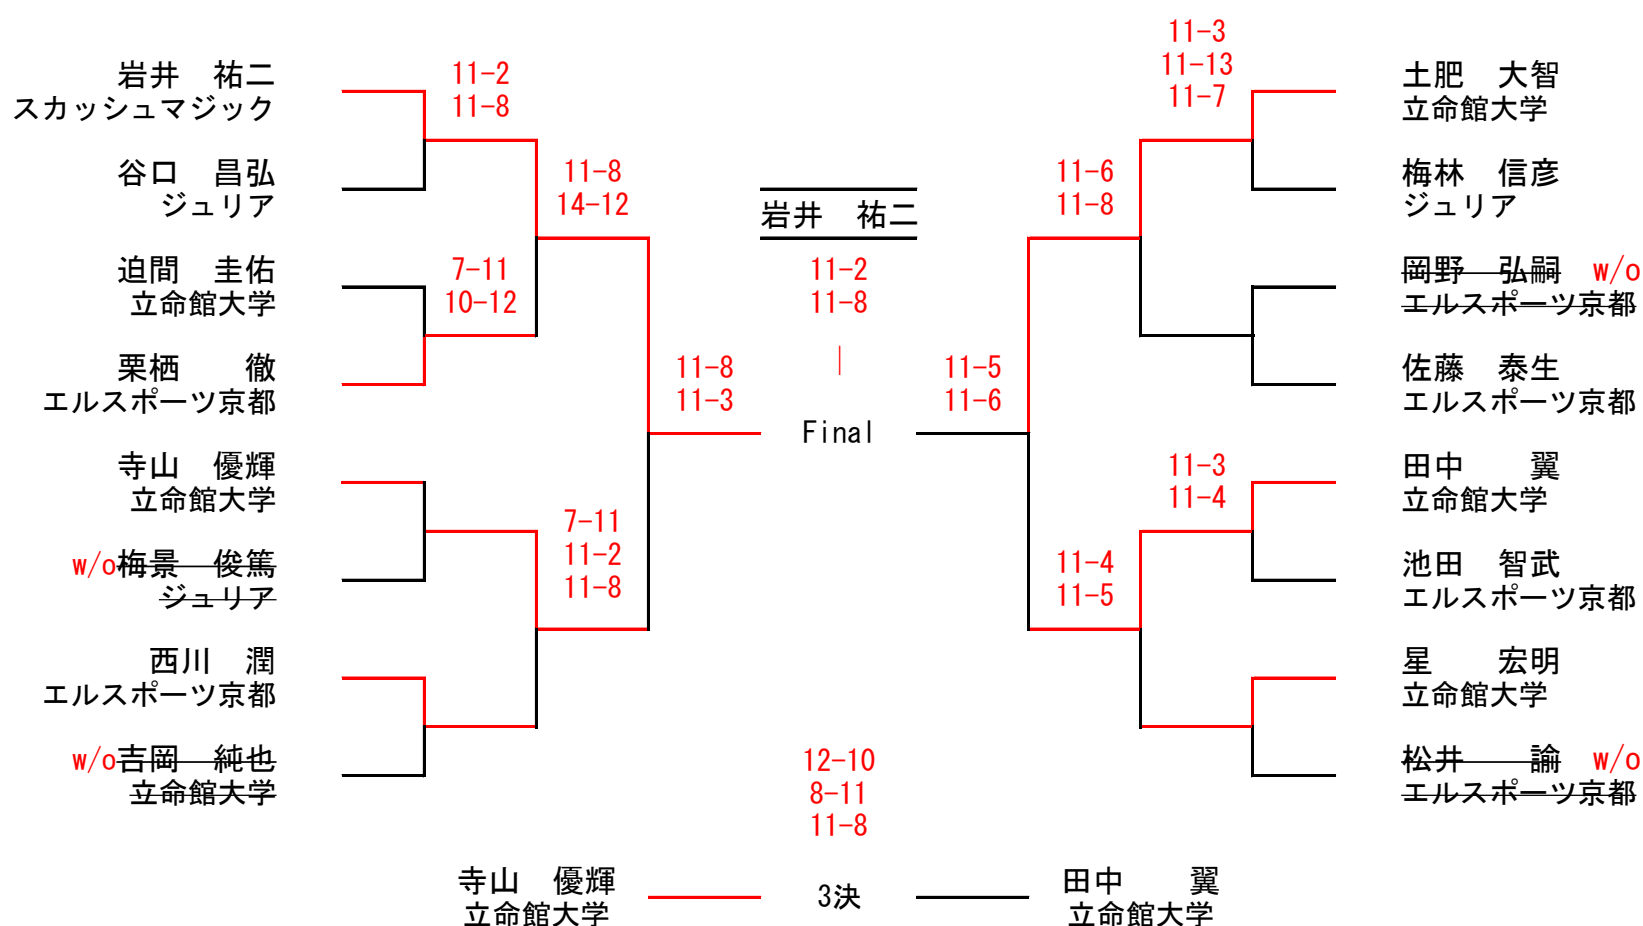 岩井　祐二
スカッシュマジック
谷口　昌弘
ジュリア
迫間　圭佑
立命館大学
栗栖　　徹
エルスポーツ京都
寺山　優輝
立命館大学
w/o梅景　俊篤
ジュリア
西川　潤
エルスポーツ京都
w/o吉岡　純也
立命館大学
11-2
11-8
7-11
10-12
11-8
14-12
7-11
11-2
11-8
11-8
11-3
岩井　祐二
11-2
11-8
|
Final
11-5
11-6
11-6
11-8
11-4
11-5
11-3
11-13
11-7
11-3
11-4
土肥　大智
立命館大学
梅林　信彦
ジュリア
岡野　弘嗣　w/o
エルスポーツ京都
佐藤　泰生
エルスポーツ京都
田中　　翼
立命館大学
池田　智武
エルスポーツ京都
星　　宏明
立命館大学
松井　　諭　w/o
エルスポーツ京都
12-10
8-11
11-8
寺山　優輝
立命館大学
3決
田中　　翼
立命館大学